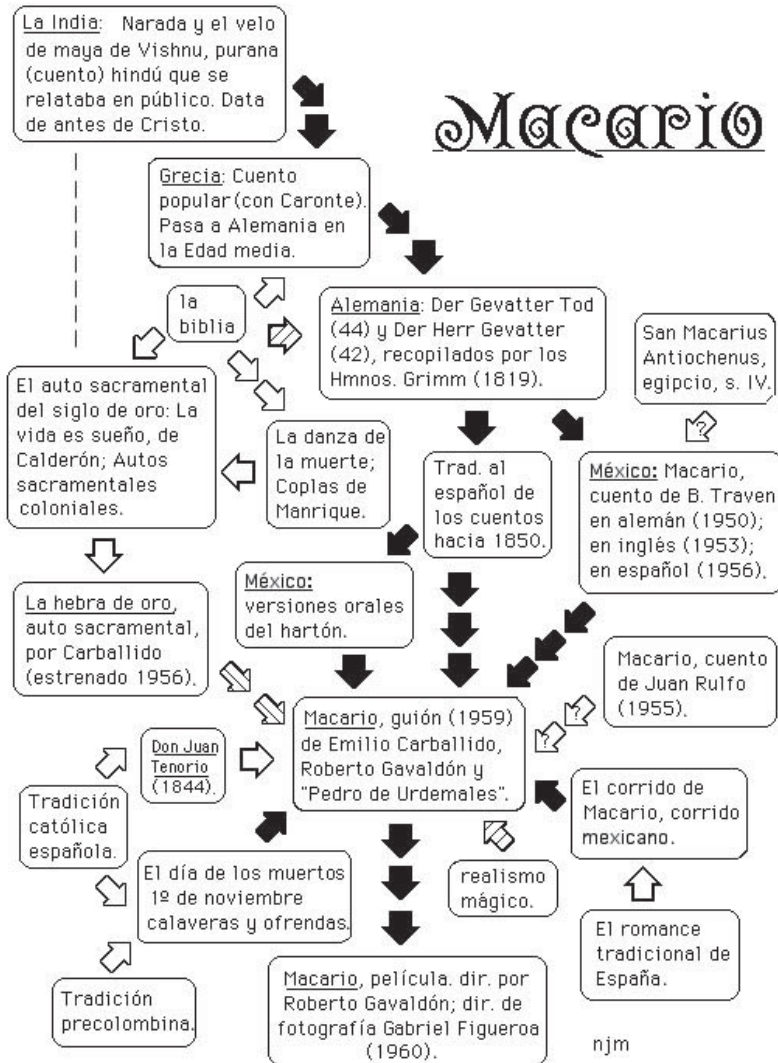 La India: Narada y el velo
de maya de Vishnu, purana
(cuento) hindú que se
relataba en público. Data
de antes de Cristo.
Macario
Grecia: Cuento
popular (con Caronte).
Pasa a Alemania en
la Edad media.
la
biblia
Alemania: Der Gevatter Tod
(44) y Der Herr Gevatter
(42), recopilados por los
Hmnos. Grimm (1819).
San Macarius
Antiochenus,
egipcio, s. IV.
?
El auto sacramental
del siglo de oro: La
vida es sueño, de
Calderón; Autos
sacramentales
coloniales.
La danza de
la muerte;
Coplas de
Manrique.
Trad. al
español de
los cuentos
hacia 1850.
México: Macario,
cuento de B. Traven
en alemán (1950);
en inglés (1953);
en español (1956).
La hebra de oro,
auto sacramental,
por Carballido
(estrenado 1956).
México:
versiones orales
del hartón.
Macario, cuento
de Juan Rulfo
(1955).
?
?
Don Juan
Tenorio
(1844).
Macario, guión (1959)
de Emilio Carballido,
Roberto Gavaldón y
"Pedro de Urdemales".
Tradición
católica
española.
El corrido de
Macario, corrido
mexicano.
El día de los muertos
1º de noviembre
calaveras y ofrendas.
realismo
mágico.
El romance
tradicional de
España.
Tradición
precolombina.
Macario, película. dir. por
Roberto Gavaldón; dir. de
fotografía Gabriel Figueroa
(1960).
njm